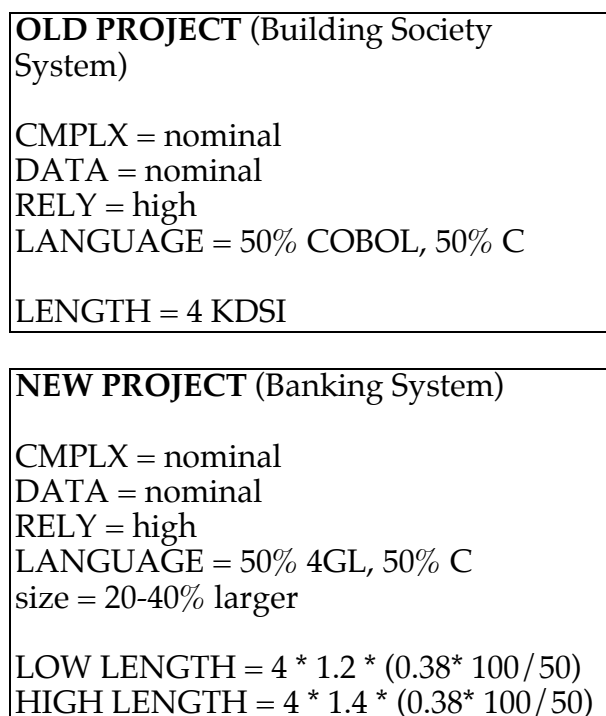 OLD PROJECT (Building Society
System)
CMPLX = nominal
DATA = nominal
RELY = high
LANGUAGE = 50% COBOL, 50% C
LENGTH = 4 KDSI
NEW PROJECT (Banking System)
CMPLX = nominal
DATA = nominal
RELY = high
LANGUAGE = 50% 4GL, 50% C
size = 20-40% larger
LOW LENGTH = 4 * 1.2 * (0.38* 100/50)
HIGH LENGTH = 4 * 1.4 * (0.38* 100/50)